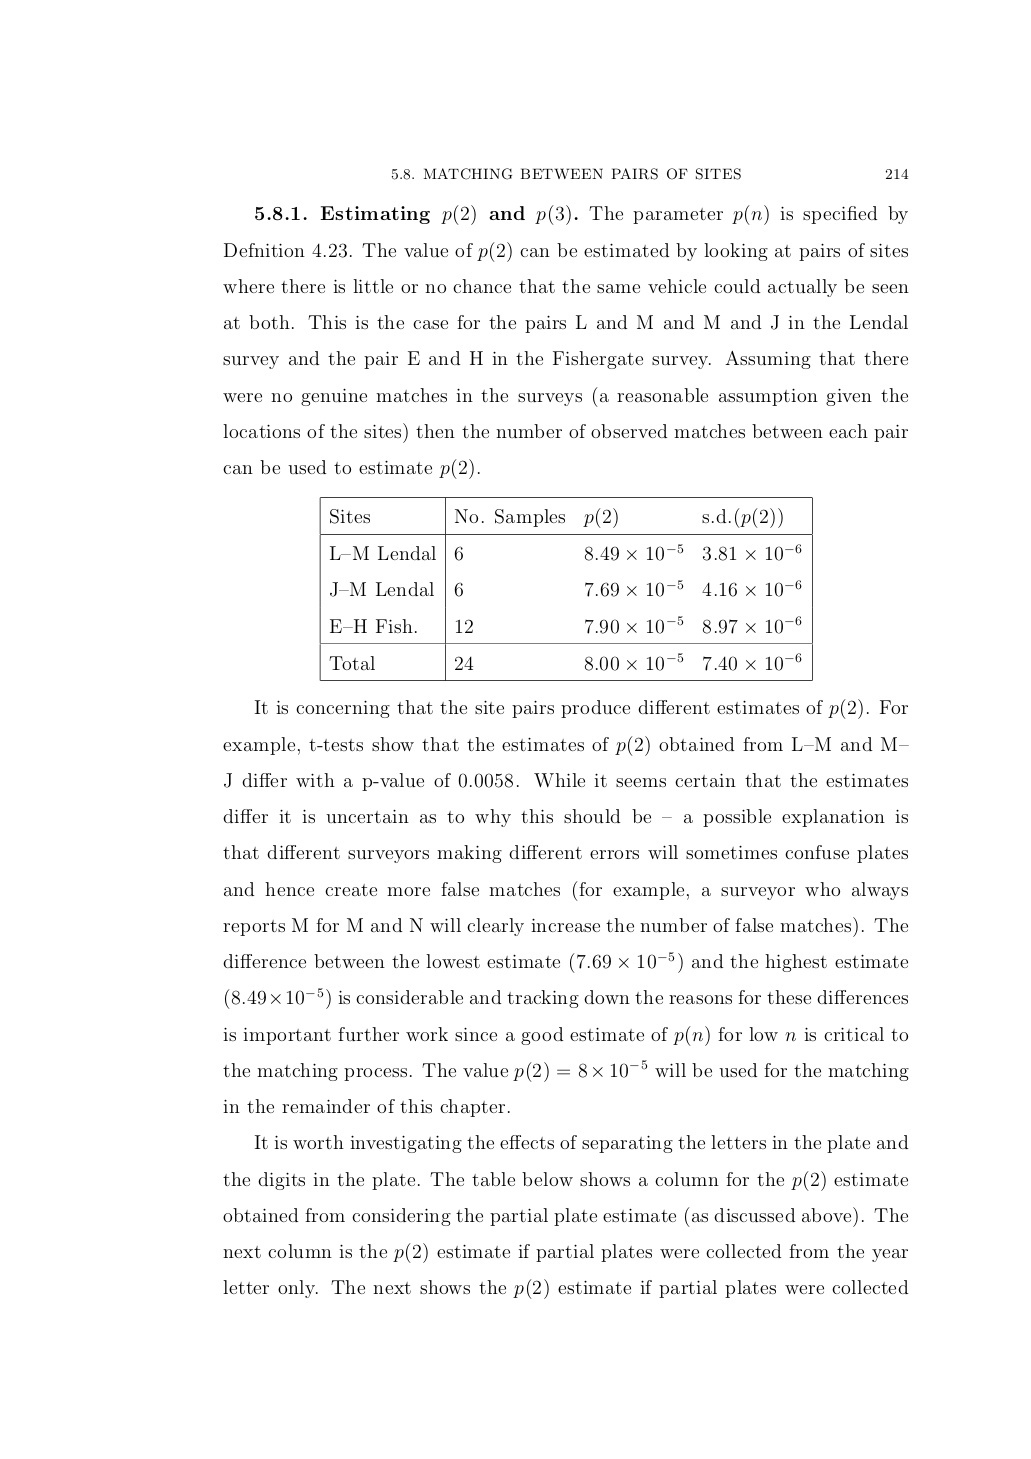 5.8. MATCHING BETWEEN PAIRS OF SITES 214
5.8.1. Estimating p(2) and p(3). The parameter p(n) is specified by
Defnition 4.23. The value of p(2) can be estimated by looking at pairs of sites
where there is little or no chance that the same vehicle could actually be seen
at both. This is the case for the pairs L and M and M and J in the Lendal
survey and the pair E and H in the Fishergate survey. Assuming that there
were no genuine matches in the surveys (a reasonable assumption given the
locations of the sites) then the number of observed matches between each pair
can be used to estimate p(2).
Sites No. Samples p(2) s.d.(p(2))
L–M Lendal 6 8.49 × 10⁻⁵ 3.81 × 10⁻⁶
J–M Lendal 6 7.69 × 10⁻⁵ 4.16 × 10⁻⁶
E–H Fish. 12 7.90 × 10⁻⁵ 8.97 × 10⁻⁶
Total 24 8.00 × 10⁻⁵ 7.40 × 10⁻⁶
It is concerning that the site pairs produce different estimates of p(2). For
example, t-tests show that the estimates of p(2) obtained from L–M and M–
J differ with a p-value of 0.0058. While it seems certain that the estimates
differ it is uncertain as to why this should be – a possible explanation is
that different surveyors making different errors will sometimes confuse plates
and hence create more false matches (for example, a surveyor who always
reports M for M and N will clearly increase the number of false matches). The
difference between the lowest estimate (7.69 × 10⁻⁵) and the highest estimate
(8.49×10⁻⁵) is considerable and tracking down the reasons for these differences
is important further work since a good estimate of p(n) for low n is critical to
the matching process. The value p(2) = 8 × 10⁻⁵ will be used for the matching
in the remainder of this chapter.
It is worth investigating the effects of separating the letters in the plate and
the digits in the plate. The table below shows a column for the p(2) estimate
obtained from considering the partial plate estimate (as discussed above). The
next column is the p(2) estimate if partial plates were collected from the year
letter only. The next shows the p(2) estimate if partial plates were collected